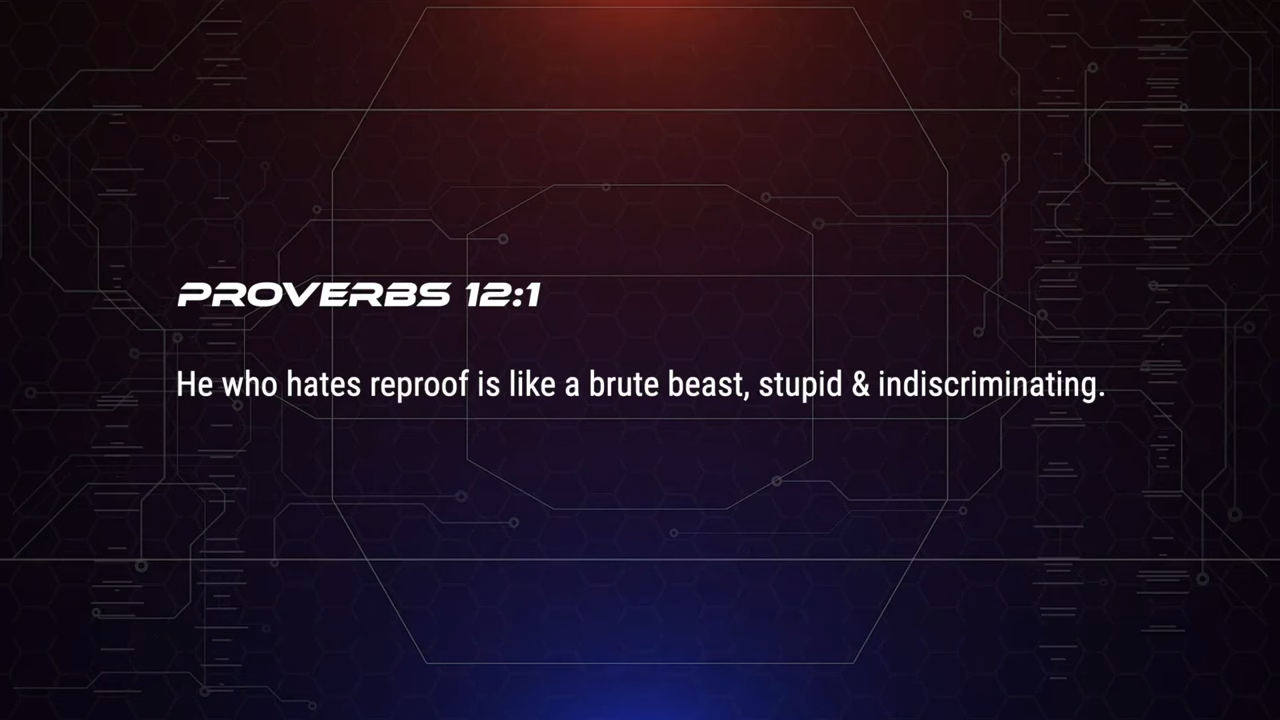 PROVERBS 12:1
He who hates reproof is like a brute beast, stupid & indiscriminating.